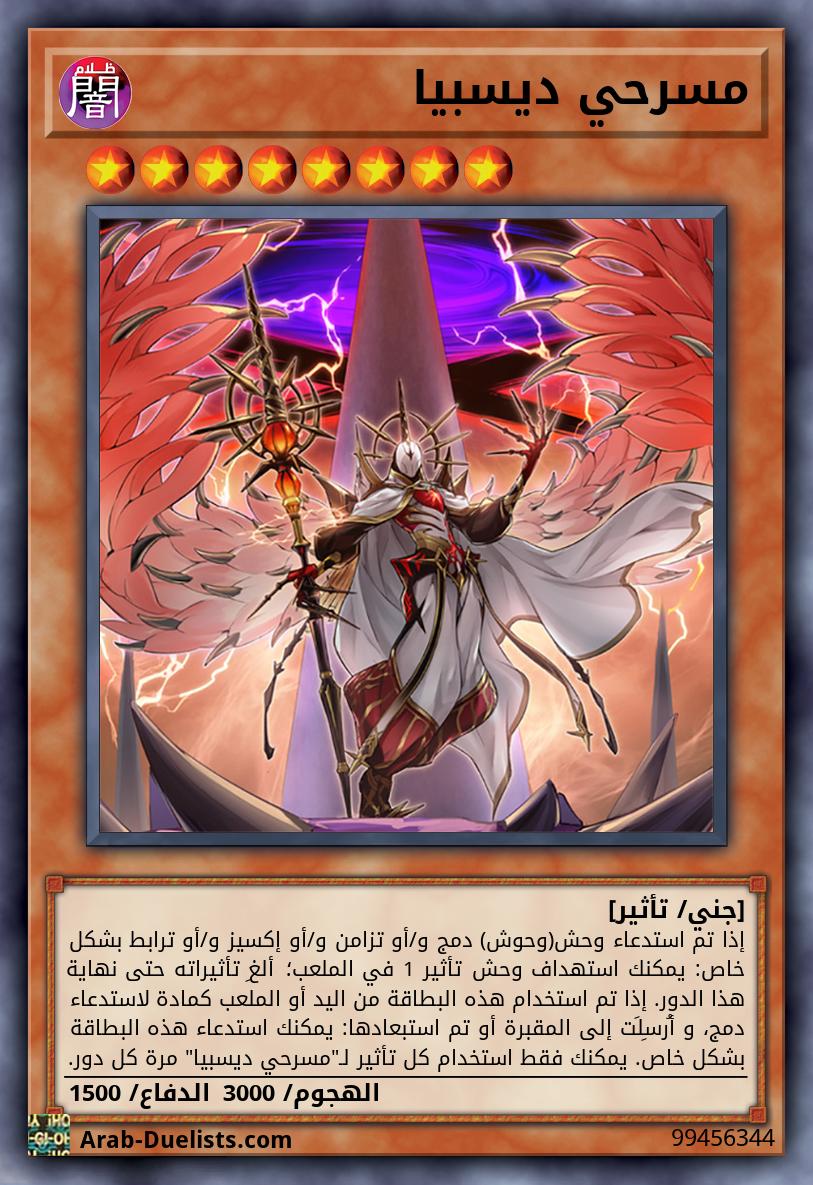 مسرحي ديسبيا
ظلام
闇
[جني/ تأثير]
إذا تم استدعاء وحش(وحوش) دمج و/أو تزامن و/أو إكسيز و/أو ترابط بشكل
خاص: يمكنك استهداف وحش تأثير 1 في الملعب؛ ألغِ تأثيراته حتى نهاية
هذا الدور. إذا تم استخدام هذه البطاقة من اليد أو الملعب كمادة لاستدعاء
دمج، و أُرسِلَت إلى المقبرة أو تم استبعادها: يمكنك استدعاء هذه البطاقة
بشكل خاص. يمكنك فقط استخدام كل تأثير لـ"مسرحي ديسبيا" مرة كل دور.
الهجوم/ 3000 الدفاع/ 1500
Arab-Duelists.com
99456344